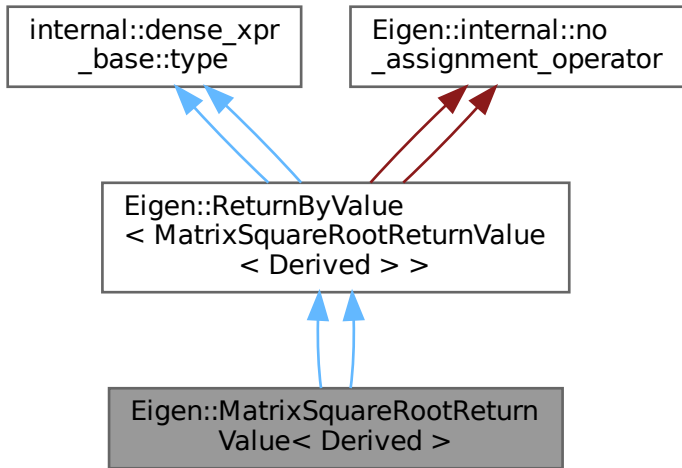 internal::dense_xpr
_base::type
Eigen::internal::no
_assignment_operator
Eigen::ReturnByValue
< MatrixSquareRootReturnValue
< Derived > >
Eigen::MatrixSquareRootReturn
Value< Derived >